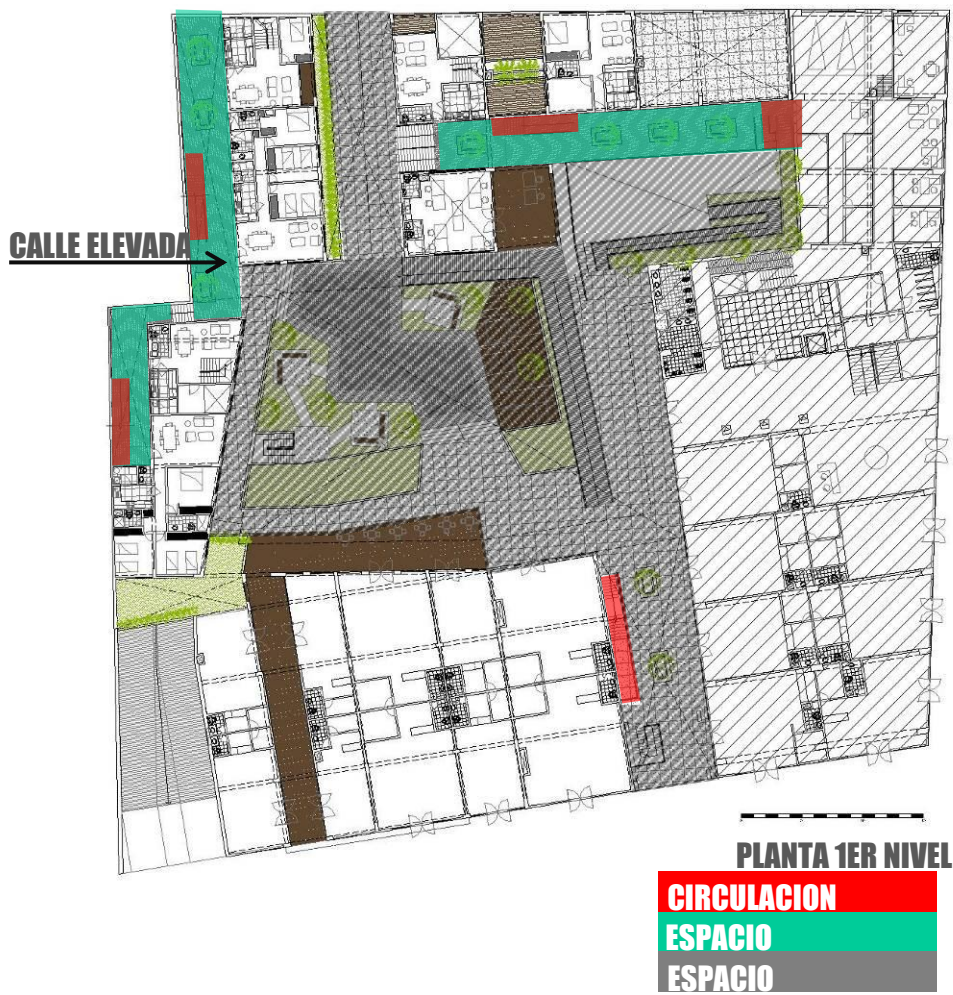 CALLE ELEVADA
PLANTA 1ER NIVEL
CIRCULACION
ESPACIO
ESPACIO